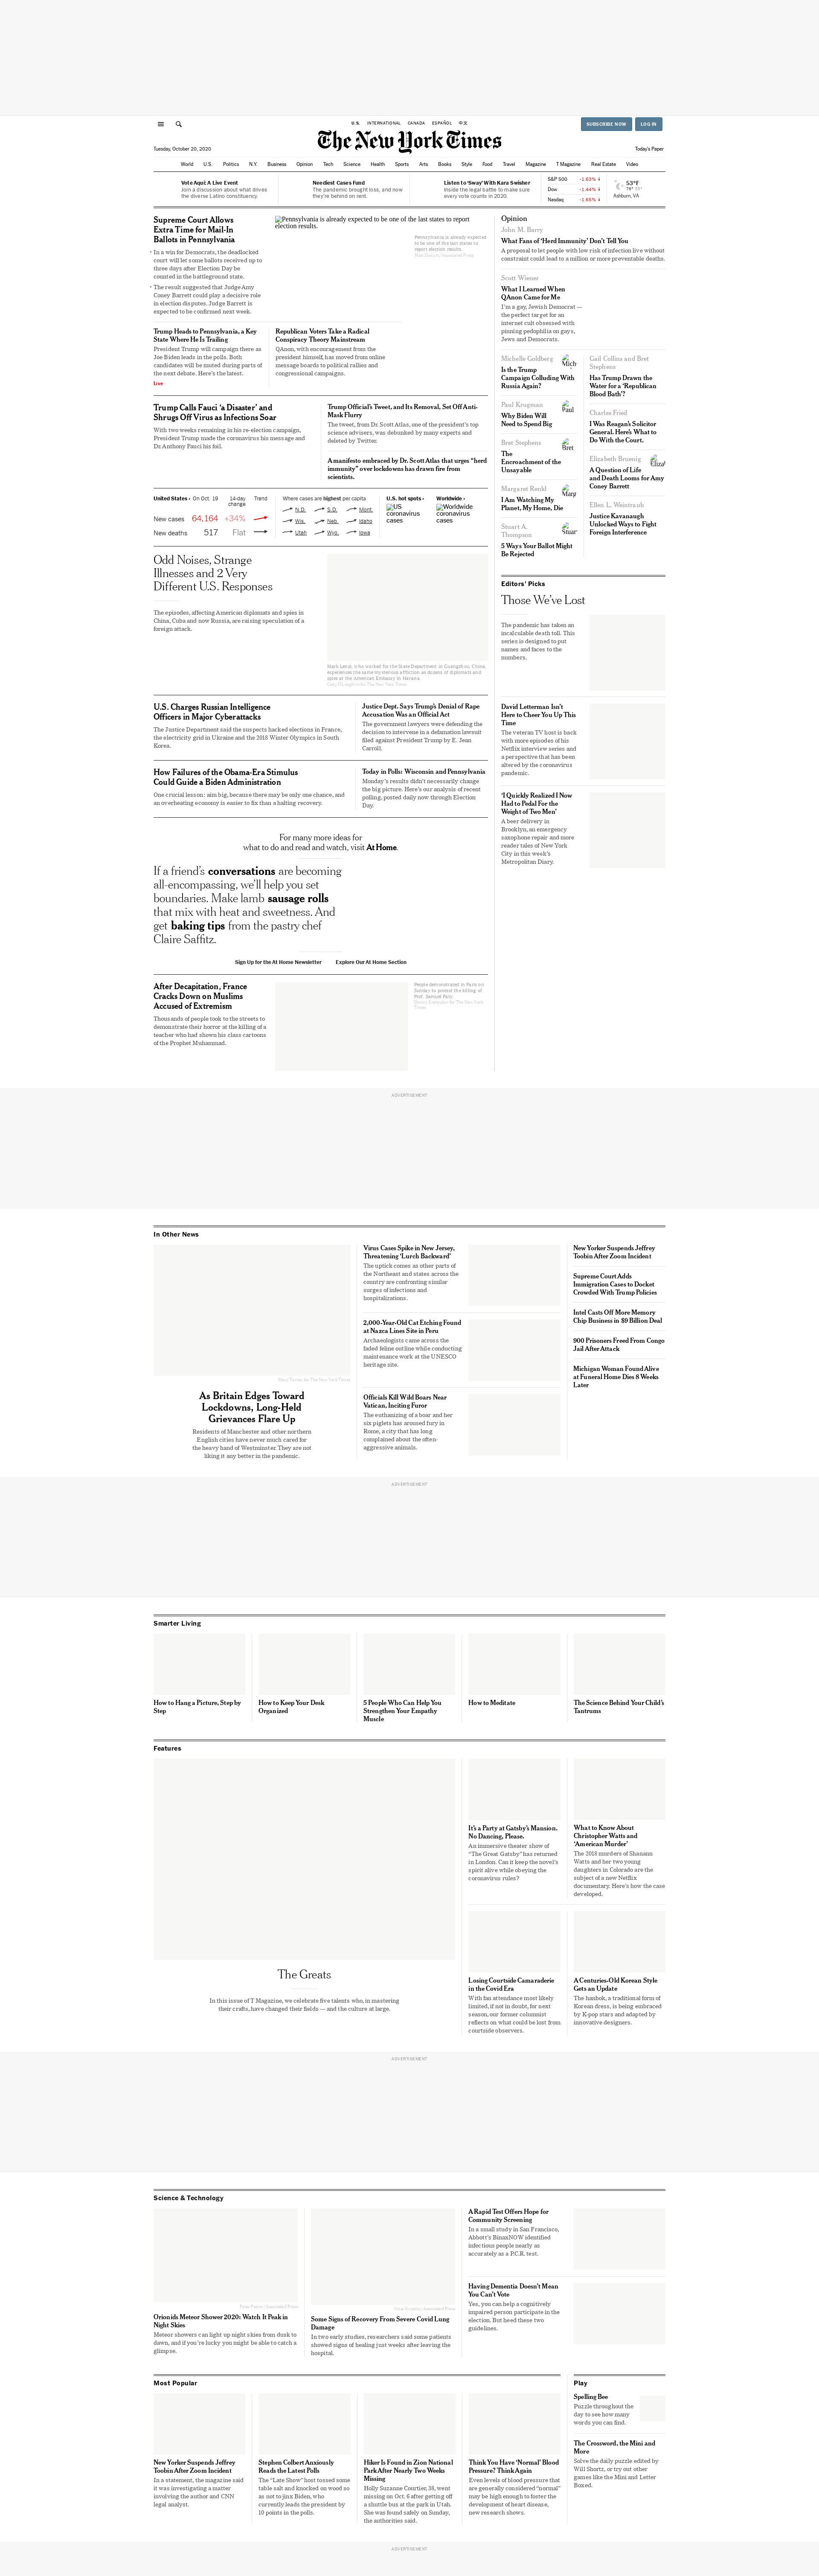 U.S. INTERNATIONAL CANADA ESPAÑOL 中文
SUBSCRIBE NOW LOG IN
The New York Times
Tuesday, October 20, 2020
Today's Paper
World U.S. Politics N.Y. Business Opinion Tech Science Health Sports Arts Books Style Food Travel Magazine T Magazine Real Estate Video
Vote Aquí: A Live Event
Join a discussion about what drives
the diverse Latino constituency.
Neediest Cases Fund
The pandemic brought loss, and now
they're behind on rent.
Listen to 'Sway' With Kara Swisher
Inside the legal battle to make sure
every vote counts in 2020.
S&P 500 -1.63% ↓
Dow -1.44% ↓
Nasdaq -1.65% ↓
Ashburn, VA
Supreme Court Allows
Extra Time for Mail-In
Ballots in Pennsylvania
• In a win for Democrats, the deadlocked
court will let some ballots received up to
three days after Election Day be
counted in the battleground state.
• The result suggested that Judge Amy
Coney Barrett could play a decisive role
in election disputes. Judge Barrett is
expected to be confirmed next week.
Pennsylvania is already expected to be one of the last states to report
election results.
Pennsylvania is already expected
to be one of the last states to
report election results.
Trump Heads to Pennsylvania, a Key
State Where He Is Trailing
President Trump will campaign there as
Joe Biden leads in the polls. Both
candidates will be muted during parts of
the next debate. Here's the latest.
Live
Republican Voters Take a Radical
Conspiracy Theory Mainstream
QAnon, with encouragement from the
president himself, has moved from online
message boards to political rallies and
congressional campaigns.
Trump Calls Fauci 'a Disaster' and
Shrugs Off Virus as Infections Soar
With two weeks remaining in his re-election campaign,
President Trump made the coronavirus his message and
Dr. Anthony Fauci his foil.
Trump Official's Tweet, and Its Removal, Set Off Anti-
Mask Flurry
The tweet, from Dr. Scott Atlas, one of the president's top
science advisers, was debunked by many experts and
deleted by Twitter.
A manifesto embraced by Dr. Scott Atlas that urges "herd
immunity" over lockdowns has drawn fire from
scientists.
United States › On Oct. 19 14-day
change Trend
New cases 64,164 +34%
New deaths 517 Flat
Where cases are highest per capita
N.D. S.D. Mont.
Wis. Neb. Idaho
Utah Wyo. Iowa
U.S. hot spots ›
US
coronavirus
cases
Worldwide ›
Worldwide
coronavirus
cases
Odd Noises, Strange
Illnesses and 2 Very
Different U.S. Responses
The episodes, affecting American diplomats and spies in
China, Cuba and now Russia, are raising speculation of a
foreign attack.
Mark Lenzi, who worked for the State Department in Guangzhou, China,
experiences the same mysterious affliction as dozens of diplomats and
spies at the American Embassy in Havana.
U.S. Charges Russian Intelligence
Officers in Major Cyberattacks
The Justice Department said the suspects hacked elections in France,
the electricity grid in Ukraine and the 2018 Winter Olympics in South
Korea.
Justice Dept. Says Trump's Denial of Rape
Accusation Was an Official Act
The government lawyers were defending the
decision to intervene in a defamation lawsuit
filed against President Trump by E. Jean
Carroll.
How Failures of the Obama-Era Stimulus
Could Guide a Biden Administration
One crucial lesson: aim big, because there may be only one chance, and
an overheating economy is easier to fix than a halting recovery.
Today in Polls: Wisconsin and Pennsylvania
Monday's results didn't necessarily change
the big picture. Here's our analysis of recent
polling, posted daily now through Election
Day.
For many more ideas for
what to do and read and watch, visit At Home.
If a friend's conversations are becoming
all-encompassing, we'll help you set
boundaries. Make lamb sausage rolls
that mix with heat and sweetness. And
get baking tips from the pastry chef
Claire Saffitz.
Sign Up for the At Home Newsletter Explore Our At Home Section
After Decapitation, France
Cracks Down on Muslims
Accused of Extremism
Thousands of people took to the streets to
demonstrate their horror at the killing of a
teacher who had shown his class cartoons
of the Prophet Muhammad.
People demonstrated in Paris on
Sunday to protest the killing of
Prof. Samuel Paty.
Opinion
John M. Barry
What Fans of 'Herd Immunity' Don't Tell You
A proposal to let people with low risk of infection live without
constraint could lead to a million or more preventable deaths.
Scott Wiener
What I Learned When
QAnon Came for Me
I'm a gay, Jewish Democrat —
the perfect target for an
internet cult obsessed with
pinning pedophilia on gays,
Jews and Democrats.
Michelle Goldberg
Is the Trump
Campaign Colluding With
Russia Again?
Paul Krugman
Why Biden Will
Need to Spend Big
Bret Stephens
The
Encroachment of the
Unsayable
Margaret Renkl
I Am Watching My
Planet, My Home, Die
Stuart A.
Thompson
5 Ways Your Ballot Might
Be Rejected
Gail Collins and Bret
Stephens
Has Trump Drawn the
Water for a 'Republican
Blood Bath'?
Charles Fried
I Was Reagan's Solicitor
General. Here's What to
Do With the Court.
Elizabeth Bruenig
A Question of Life
and Death Looms for Amy
Coney Barrett
Ellen L. Weintraub
Justice Kavanaugh
Unlocked Ways to Fight
Foreign Interference
Editors' Picks
Those We've Lost
The pandemic has taken an
incalculable death toll. This
series is designed to put
names and faces to the
numbers.
David Letterman Isn't
Here to Cheer You Up This
Time
The veteran TV host is back
with more episodes of his
Netflix interview series and
a perspective that has been
altered by the coronavirus
pandemic.
'I Quickly Realized I Now
Had to Pedal For the
Weight of Two Men'
A beer delivery in
Brooklyn, an emergency
saxophone repair and more
reader tales of New York
City in this week's
Metropolitan Diary.
ADVERTISEMENT
In Other News
As Britain Edges Toward
Lockdowns, Long-Held
Grievances Flare Up
Residents of Manchester and other northern
English cities have never much cared for
the heavy hand of Westminster. They are not
liking it any better in the pandemic.
Virus Cases Spike in New Jersey,
Threatening 'Lurch Backward'
The uptick comes as other parts of
the Northeast and states across the
country are confronting similar
surges of infections and
hospitalizations.
2,000-Year-Old Cat Etching Found
at Nazca Lines Site in Peru
Archaeologists came across the
faded feline outline while conducting
maintenance work at the UNESCO
heritage site.
Officials Kill Wild Boars Near
Vatican, Inciting Furor
The euthanizing of a boar and her
six piglets has aroused fury in
Rome, a city that has long
complained about the often-
aggressive animals.
New Yorker Suspends Jeffrey
Toobin After Zoom Incident
Supreme Court Adds
Immigration Cases to Docket
Crowded With Trump Policies
Intel Casts Off More Memory
Chip Business in $9 Billion Deal
900 Prisoners Freed From Congo
Jail After Attack
Michigan Woman Found Alive
at Funeral Home Dies 8 Weeks
Later
ADVERTISEMENT
Smarter Living
How to Hang a Picture, Step by
Step
How to Keep Your Desk
Organized
5 People Who Can Help You
Strengthen Your Empathy
Muscle
How to Meditate
The Science Behind Your Child's
Tantrums
Features
The Greats
In this issue of T Magazine, we celebrate five talents who, in mastering
their crafts, have changed their fields — and the culture at large.
It's a Party at Gatsby's Mansion.
No Dancing, Please.
An immersive theater show of
"The Great Gatsby" has returned
in London. Can it keep the novel's
spirit alive while obeying the
coronavirus rules?
What to Know About
Christopher Watts and
'American Murder'
The 2018 murders of Shanann
Watts and her two young
daughters in Colorado are the
subject of a new Netflix
documentary. Here's how the case
developed.
Losing Courtside Camaraderie
in the Covid Era
With fan attendance most likely
limited, if not in doubt, for next
season, our former columnist
reflects on what could be lost from
courtside observers.
A Centuries-Old Korean Style
Gets an Update
The hanbok, a traditional form of
Korean dress, is being embraced
by K-pop stars and adapted by
innovative designers.
ADVERTISEMENT
Science & Technology
Orionids Meteor Shower 2020: Watch It Peak in
Night Skies
Meteor showers can light up night skies from dusk to
dawn, and if you're lucky you might be able to catch a
glimpse.
Some Signs of Recovery From Severe Covid Lung
Damage
In two early studies, researchers said some patients
showed signs of healing just weeks after leaving the
hospital.
A Rapid Test Offers Hope for
Community Screening
In a small study in San Francisco,
Abbott's BinaxNOW identified
infectious people nearly as
accurately as a P.C.R. test.
Having Dementia Doesn't Mean
You Can't Vote
Yes, you can help a cognitively
impaired person participate in the
election. But heed these two
guidelines.
Most Popular
New Yorker Suspends Jeffrey
Toobin After Zoom Incident
In a statement, the magazine said
it was investigating a matter
involving the author and CNN
legal analyst.
Stephen Colbert Anxiously
Reads the Latest Polls
The "Late Show" host tossed some
table salt and knocked on wood so
as not to jinx Biden, who
currently leads the president by
10 points in the polls.
Hiker Is Found in Zion National
Park After Nearly Two Weeks
Missing
Holly Suzanne Courtier, 38, went
missing on Oct. 6 after getting off
a shuttle bus at the park in Utah.
She was found safely on Sunday,
the authorities said.
Think You Have 'Normal' Blood
Pressure? Think Again
Even levels of blood pressure that
are generally considered "normal"
may be high enough to foster the
development of heart disease,
new research shows.
Play
Spelling Bee
Puzzle throughout the
day to see how many
words you can find.
The Crossword, the Mini and
More
Solve the daily puzzle edited by
Will Shortz, or try out other
games like the Mini and Letter
Boxed.
ADVERTISEMENT